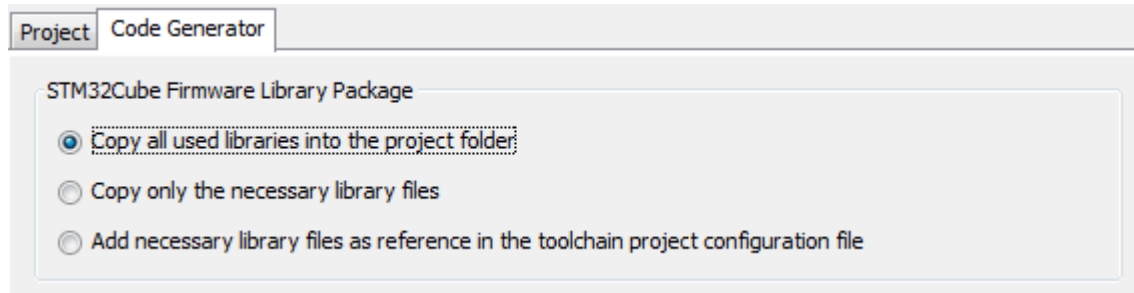 Project Code Generator
STM32Cube Firmware Library Package
Copy all used libraries into the project folder
Copy only the necessary library files
Add necessary library files as reference in the toolchain project configuration file